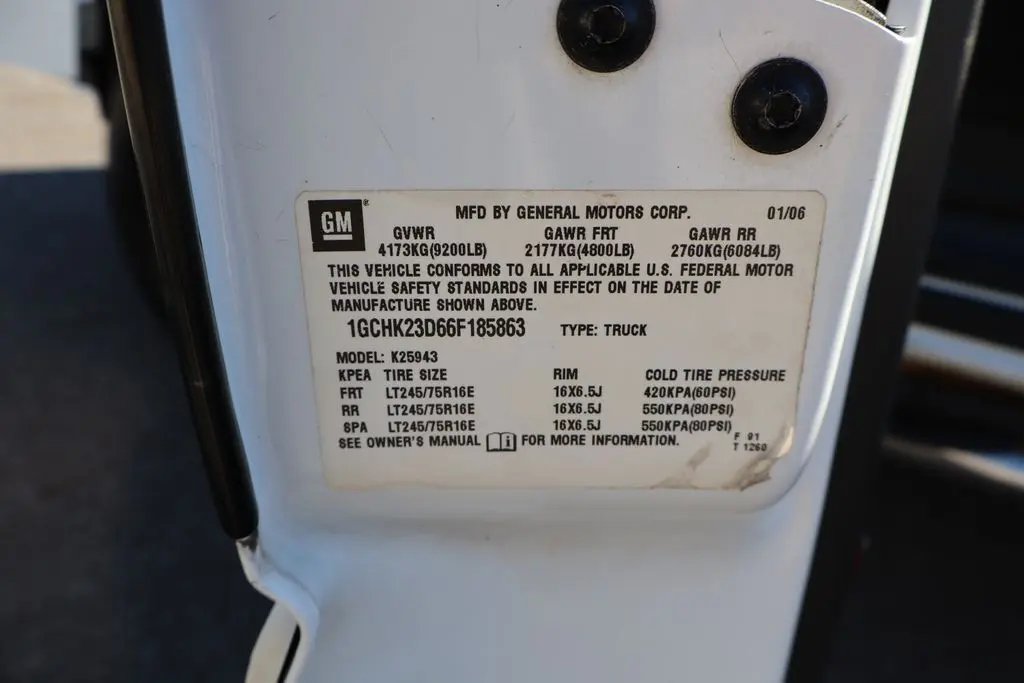 GM®
MFD BY GENERAL MOTORS CORP. 01/06
GVWR GAWR FRT GAWR RR
4173KG(9200LB) 2177KG(4800LB) 2760KG(6084LB)
THIS VEHICLE CONFORMS TO ALL APPLICABLE U.S. FEDERAL MOTOR
VEHICLE SAFETY STANDARDS IN EFFECT ON THE DATE OF
MANUFACTURE SHOWN ABOVE.
1GCHK23D66F185863 TYPE: TRUCK
MODEL: K25943
KPEA TIRE SIZE RIM COLD TIRE PRESSURE
FRT LT245/75R16E 16X6.5J 420KPA(60PSI)
RR LT245/75R16E 16X6.5J 550KPA(80PSI)
SPA LT245/75R16E 16X6.5J 550KPA(80PSI)
SEE OWNER'S MANUAL i FOR MORE INFORMATION.
F 91
T 1260